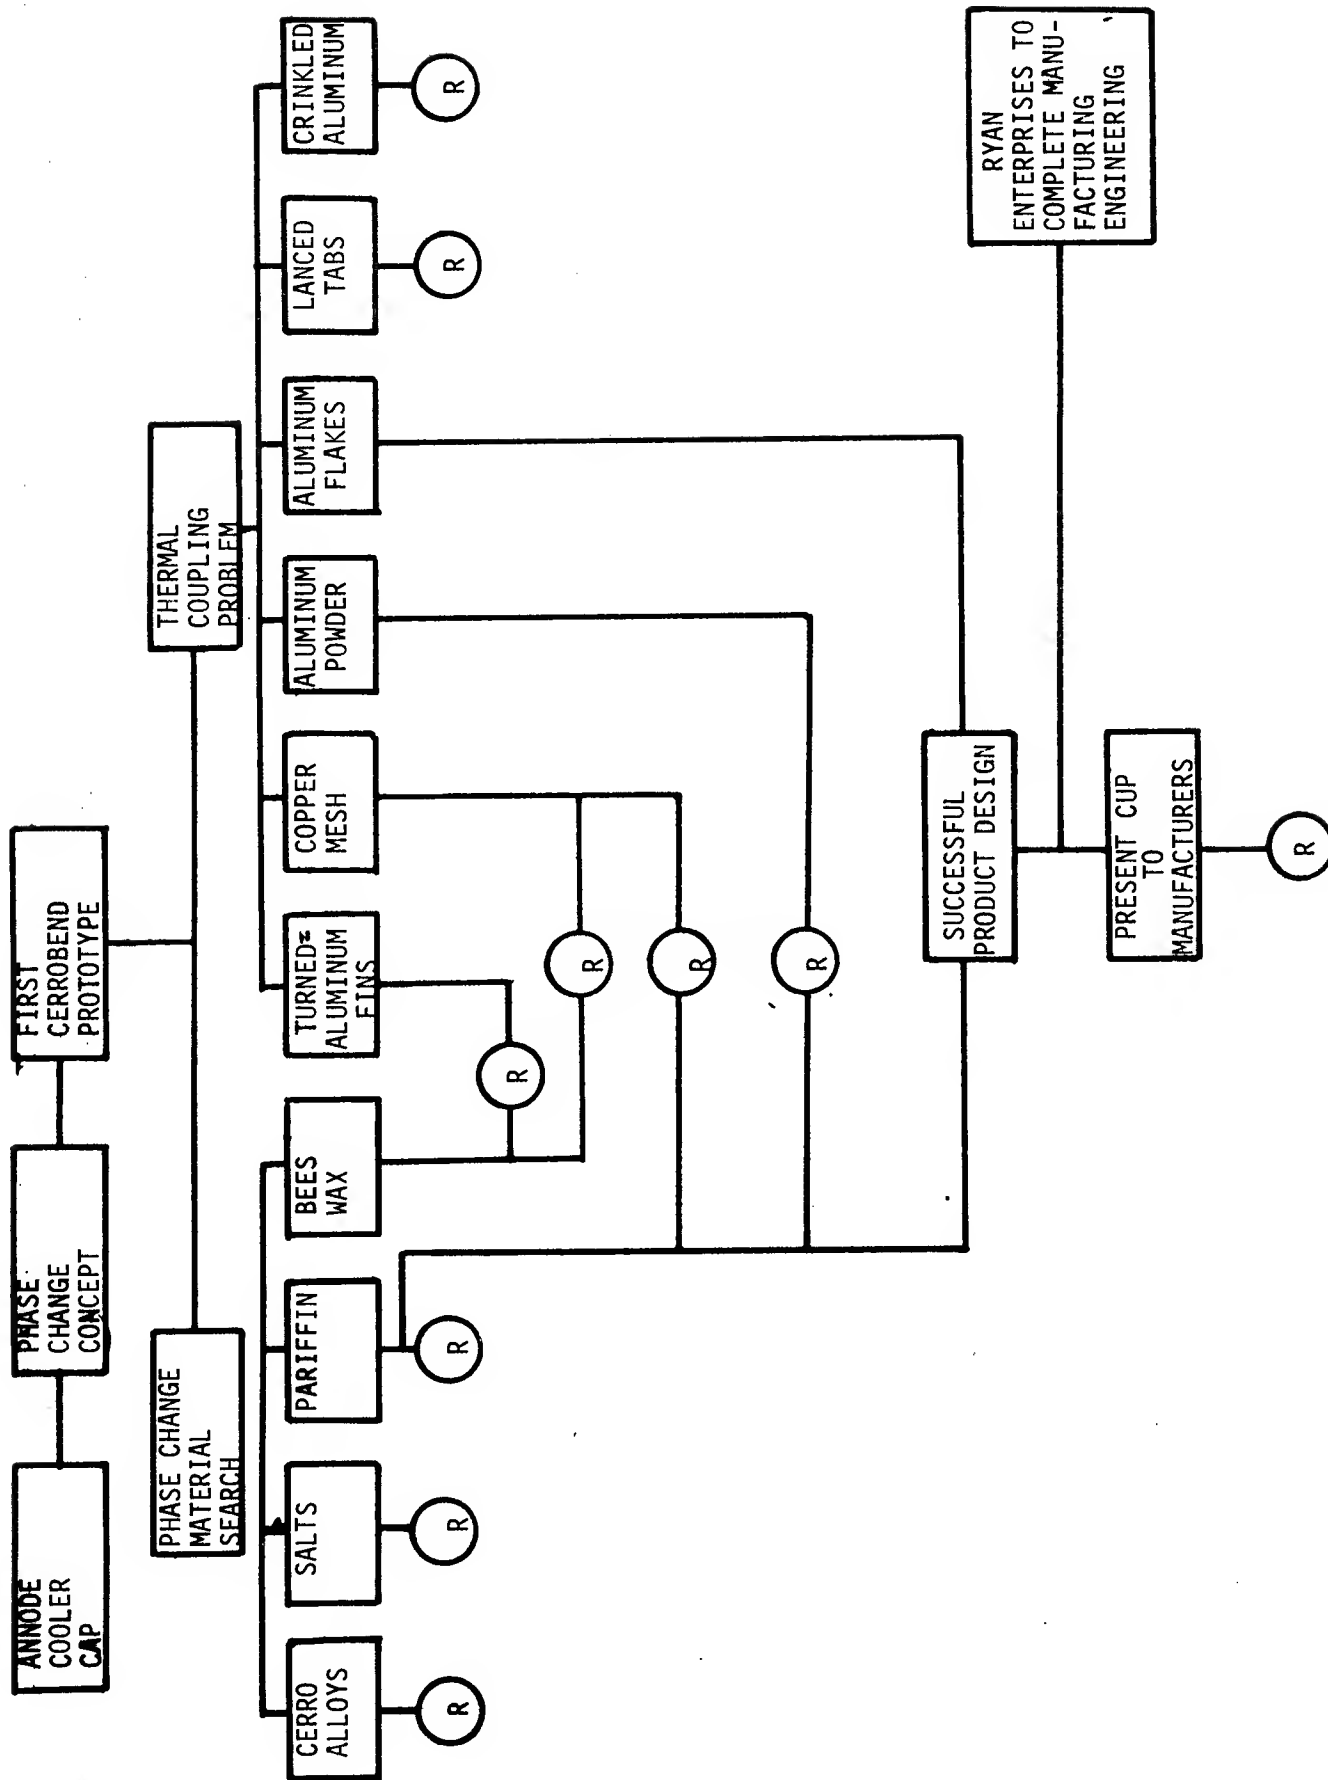 ANNODE
COOLER
CAP
PHASE
CHANGE
CONCEPT
FIRST
CERROBEND
PROTOTYPE
PHASE CHANGE
MATERIAL
SEARCH
THERMAL
COUPLING
PROBLEM
CERRO
ALLOYS
SALTS
PARIFFIN
BEES
WAX
TURNED=
ALUMINUM
FINS
COPPER
MESH
ALUMINUM
POWDER
ALUMINUM
FLAKES
LANCED
TABS
CRINKLED
ALUMINUM
R
R
R
R
R
R
R
R
R
SUCCESSFUL
PRODUCT DESIGN
RYAN
ENTERPRISES TO
COMPLETE MANU-
FACTURING
ENGINEERING
PRESENT CUP
TO
MANUFACTURERS
R